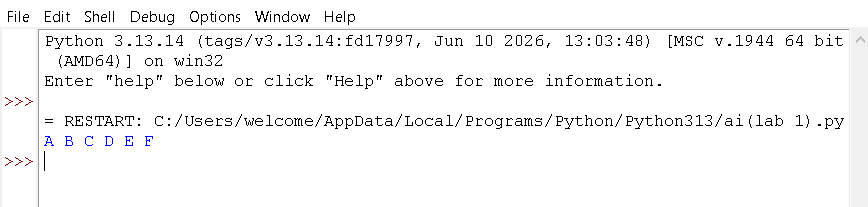 File Edit Shell Debug Options Window Help
Python 3.13.14 (tags/v3.13.14:fd17997, Jun 10 2026, 13:03:48) [MSC v.1944 64 bit
(AMD64)] on win32
Enter "help" below or click "Help" above for more information.
>>>
= RESTART: C:/Users/welcome/AppData/Local/Programs/Python/Python313/ai(lab 1).py
A B C D E F
>>>